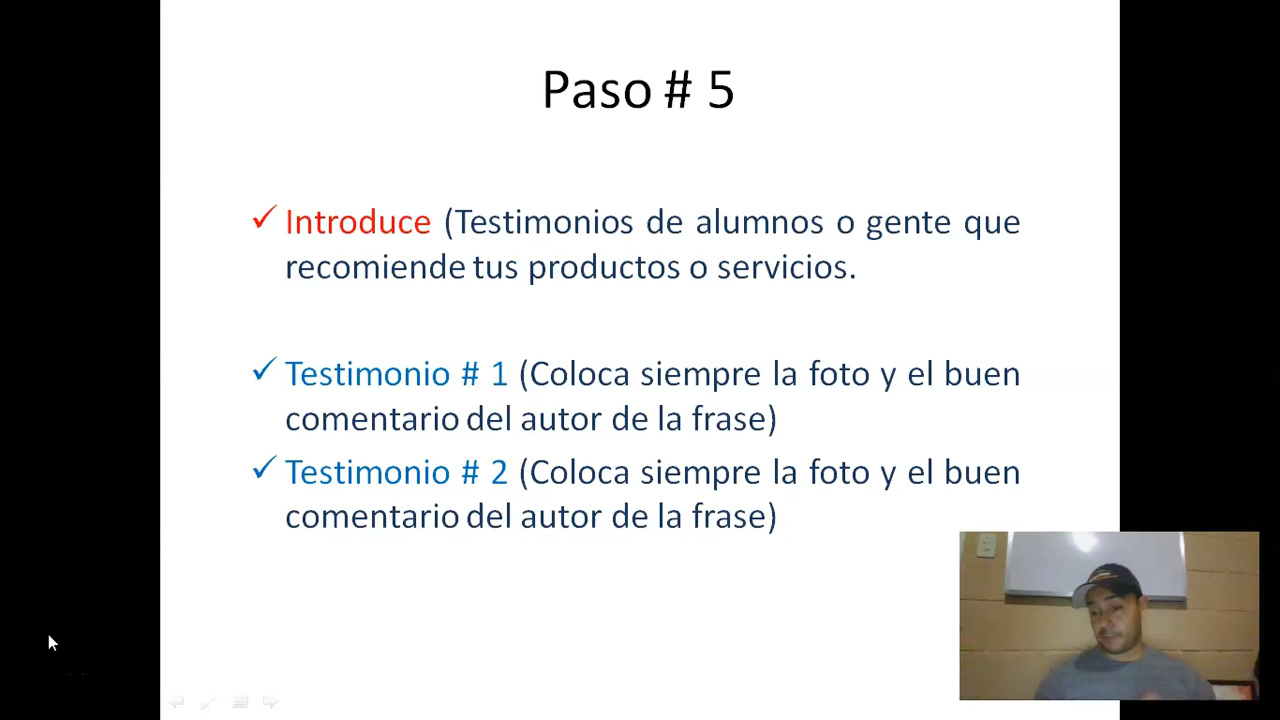 Paso # 5
Introduce (Testimonios de alumnos o gente que
recomiende tus productos o servicios.
Testimonio # 1 (Coloca siempre la foto y el buen
comentario del autor de la frase)
Testimonio # 2 (Coloca siempre la foto y el buen
comentario del autor de la frase)